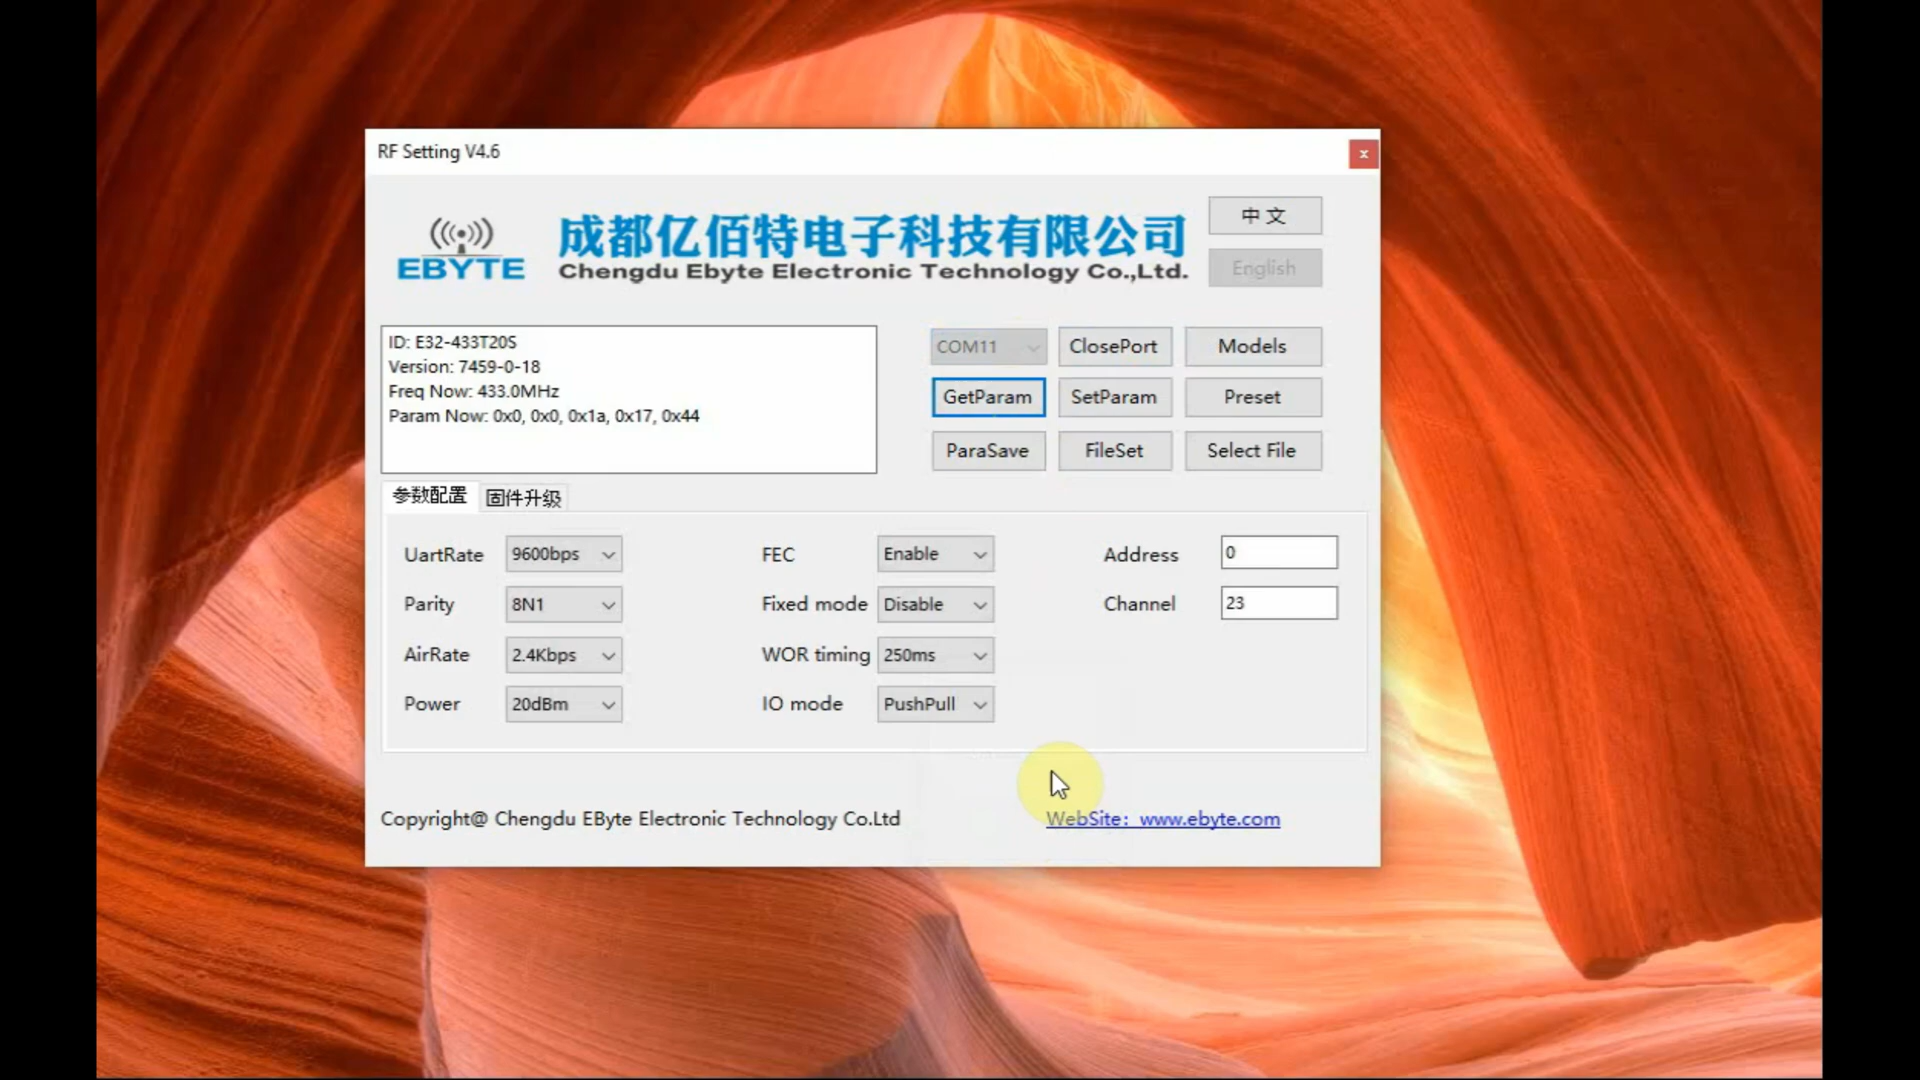 RF Setting V4.6
x
EBYTE
成都亿佰特电子科技有限公司
Chengdu Ebyte Electronic Technology Co.,Ltd.
中 文
English
ID: E32-433T20S
Version: 7459-0-18
Freq Now: 433.0MHz
Param Now: 0x0, 0x0, 0x1a, 0x17, 0x44
COM11 ClosePort Models
GetParam SetParam Preset
ParaSave FileSet Select File
参数配置 固件升级
UartRate 9600bps FEC Enable Address 0
Parity 8N1 Fixed mode Disable Channel 23
AirRate 2.4Kbps WOR timing 250ms
Power 20dBm IO mode PushPull
Copyright@ Chengdu EByte Electronic Technology Co.Ltd WebSite：www.ebyte.com